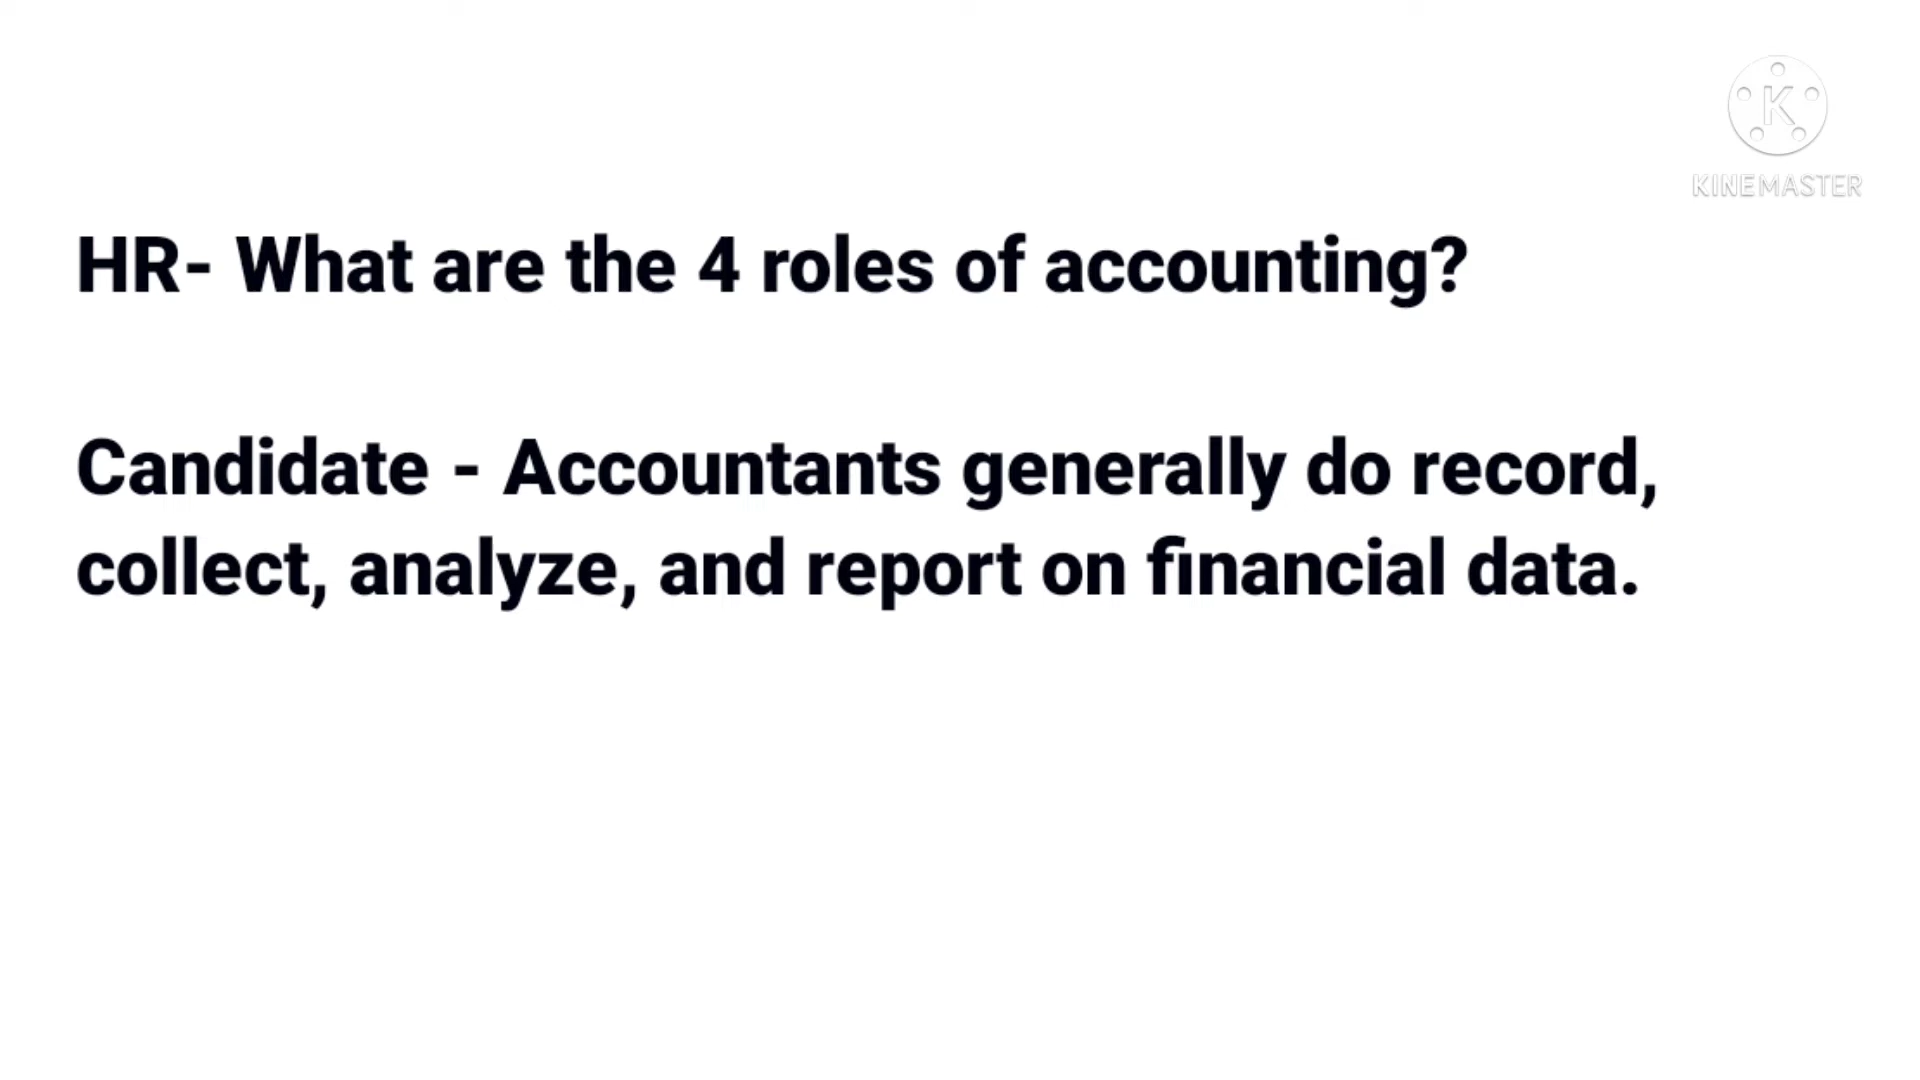 K
KINEMASTER
HR- What are the 4 roles of accounting?
Candidate - Accountants generally do record,
collect, analyze, and report on financial data.